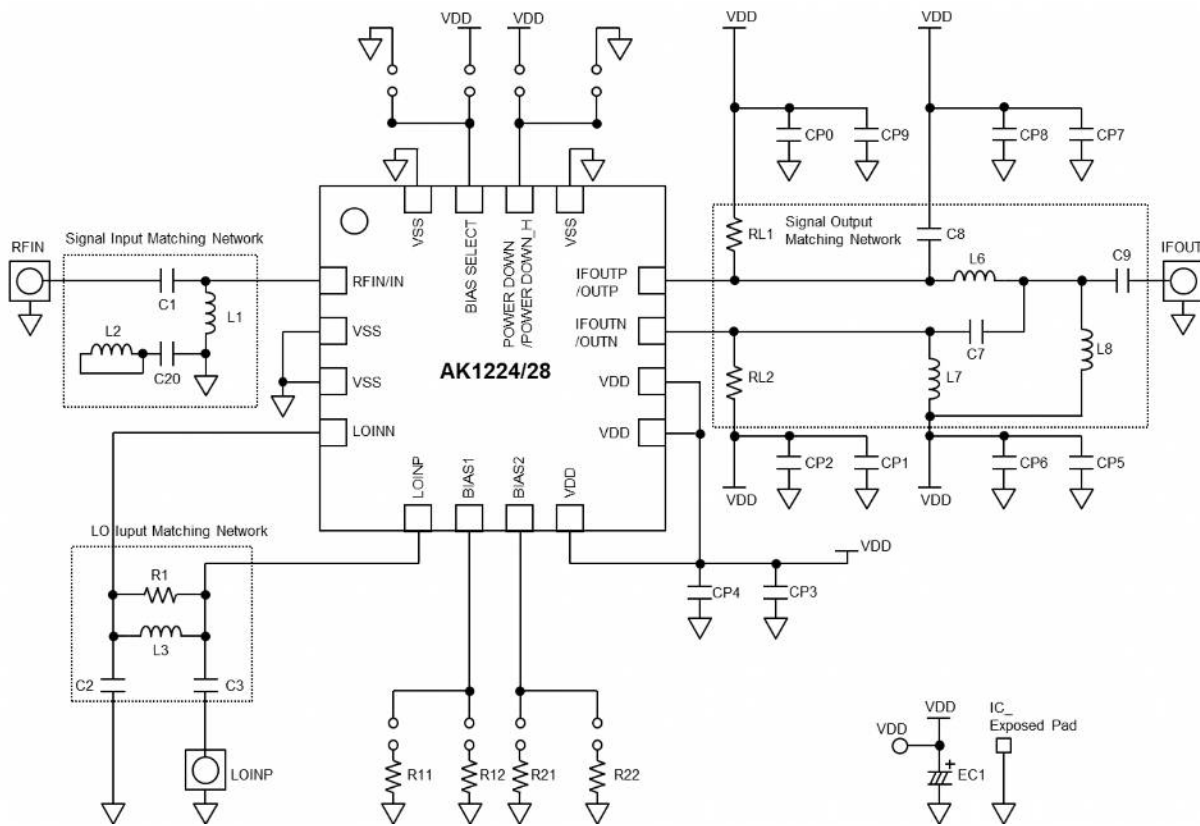 VDD
VDD
VDD
VDD
CP0
CP9
CP8
CP7
Signal Input Matching Network
RFIN
C1
L1
L2
C20
VSS
BIAS SELECT
POWER DOWN
/POWER DOWN_H
VSS
RFIN/IN
VSS
VSS
LOINN
AK1224/28
IFOUTP
/OUTP
IFOUTN
/OUTN
VDD
VDD
LOINP
BIAS1
BIAS2
VDD
Signal Output
Matching Network
RL1
C8
L6
C9
IFOUT
C7
RL2
L7
L8
CP2
CP1
CP6
CP5
VDD
VDD
LO Iuput Matching Network
R1
L3
C2
C3
LOINP
VDD
CP4
CP3
R11
R12
R21
R22
VDD
VDD
EC1
+
IC_
Exposed Pad